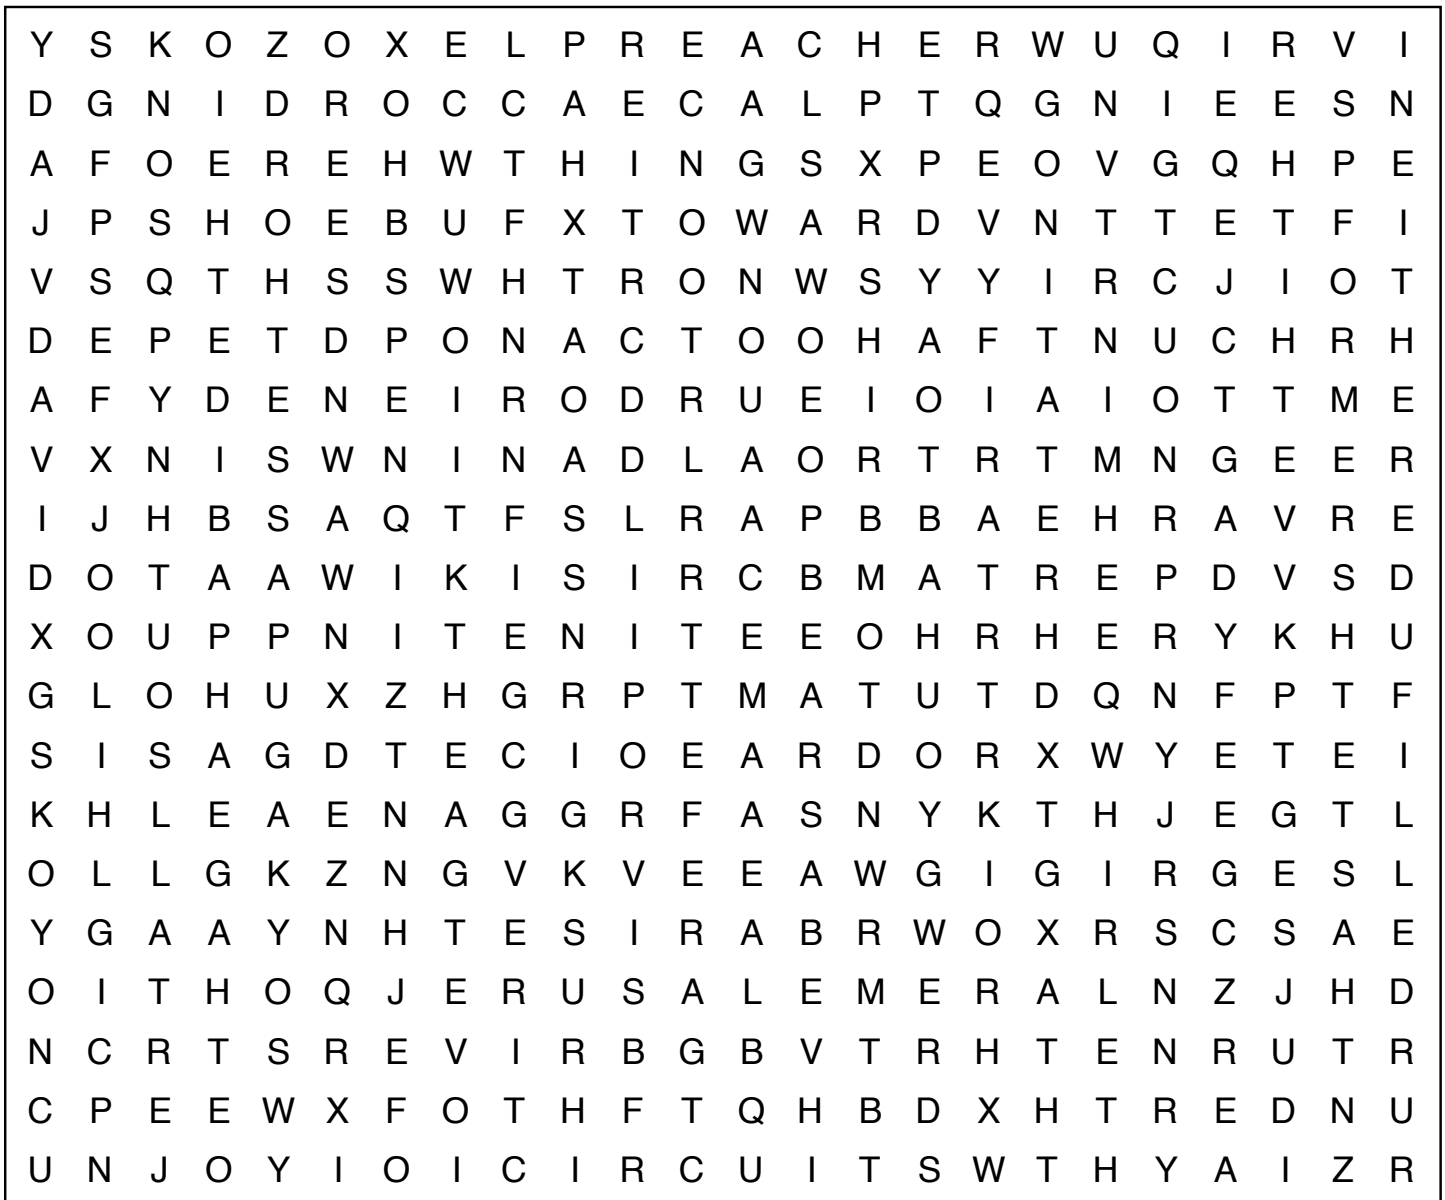 Y S K O Z O X E L P R E A C H E R W U Q I R V I
D G N I D R O C C A E C A L P T Q G N I E E S N
A F O E R E H W T H I N G S X P E O V G Q H P E
J P S H O E B U F X T O W A R D V N T T E T F I
V S Q T H S S W H T R O N W S Y Y I R C J I O T
D E P E T D P O N A C T O O H A F T N U C H R H
A F Y D E N E I R O D R U E I O I A I O T T M E
V X N I S W N I N A D L A O R T R T M N G E E R
I J H B S A Q T F S L R A P B B A E H R A V R E
D O T A A W I K I S I R C B M A T R E P D V S D
X O U P P N I T E N I T E E O H R H E R Y K H U
G L O H U X Z H G R P T M A T U T D Q N F P T F
S I S A G D T E C I O E A R D O R X W Y E T E I
K H L E A E N A G G R F A S N Y K T H J E G T L
O L L G K Z N G V K V E E A W G I G I R G E S L
Y G A A Y N H T E S I R A B R W O X R S C S A E
O I T H O Q J E R U S A L E M E R A L N Z J H D
N C R T S R E V I R B G B V T R H T E N R U T R
C P E E W X F O T H F T Q H B D X H T R E D N U
U N J O Y I O I C I R C U I T S W T H Y A I Z R